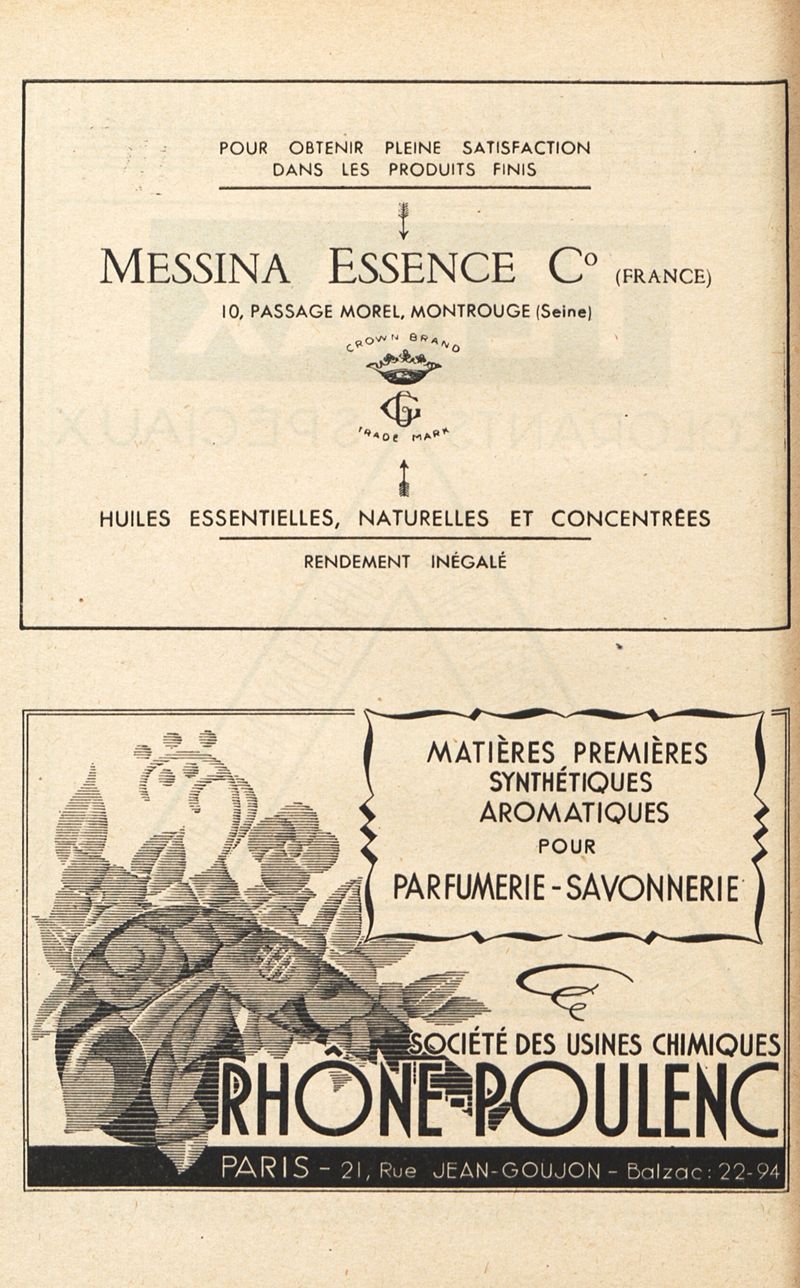 POUR OBTENIR PLEINE SATISFACTION
DANS LES PRODUITS FINIS
MESSINA ESSENCE Cº (FRANCE)
10, PASSAGE MOREL, MONTROUGE (Seine)
CROWN BRAND
CG
TRADE MARK
HUILES ESSENTIELLES, NATURELLES ET CONCENTRÉES
RENDEMENT INÉGALÉ
MATIÈRES PREMIÈRES
SYNTHÉTIQUES
AROMATIQUES
POUR
PARFUMERIE-SAVONNERIE
SOCIÉTÉ DES USINES CHIMIQUES
RHÔNE-POULENC
PARIS - 21, Rue JEAN-GOUJON - Balzac: 22-94